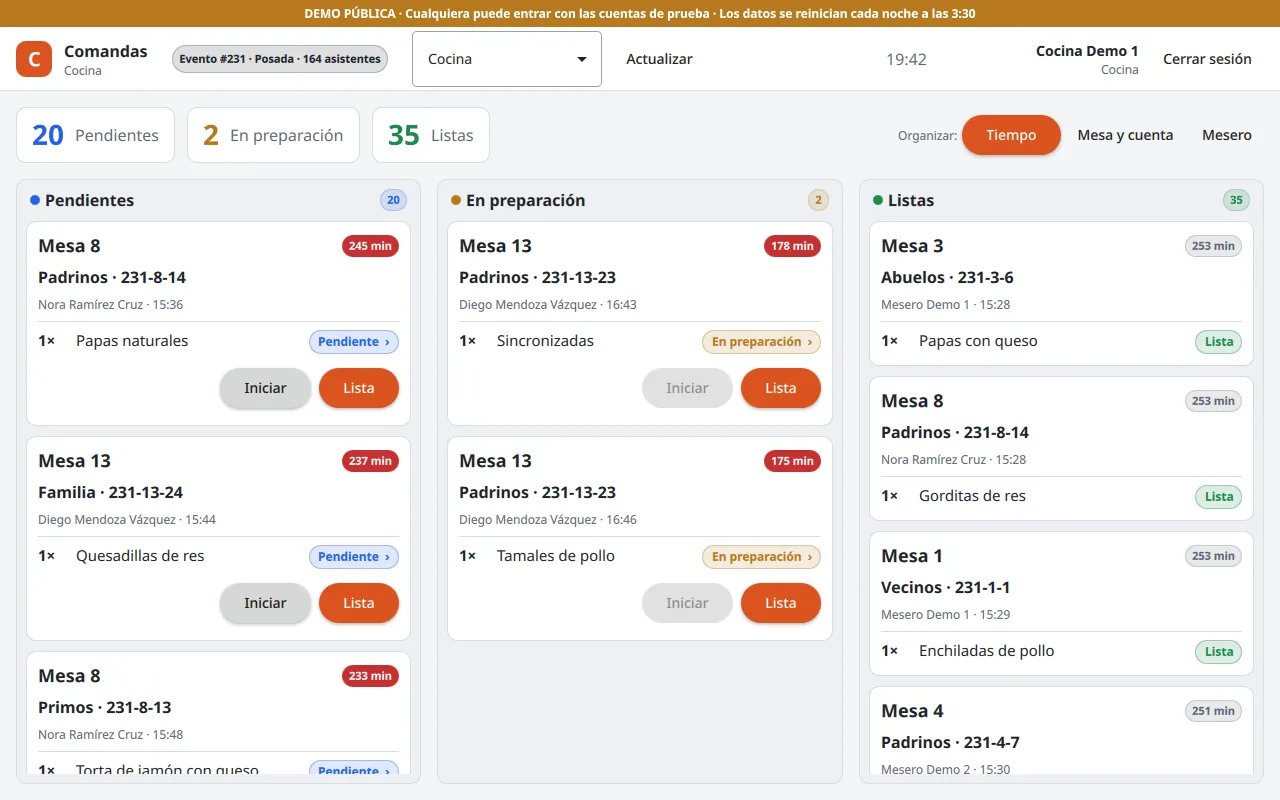 DEMO PÚBLICA · Cualquiera puede entrar con las cuentas de prueba · Los datos se reinician cada noche a las 3:30
C
Comandas
Cocina
Evento #231 · Posada · 164 asistentes
Cocina
Actualizar
19:42
Cocina Demo 1
Cocina
Cerrar sesión
20 Pendientes
2 En preparación
35 Listas
Organizar:
Tiempo
Mesa y cuenta
Mesero
Pendientes
20
Mesa 8
245 min
Padrinos · 231-8-14
Nora Ramírez Cruz · 15:36
1× Papas naturales
Pendiente ›
Iniciar
Lista
Mesa 13
237 min
Familia · 231-13-24
Diego Mendoza Vázquez · 15:44
1× Quesadillas de res
Pendiente ›
Iniciar
Lista
Mesa 8
233 min
Primos · 231-8-13
Nora Ramírez Cruz · 15:48
1× Torta de jamón con queso
Pendiente ›
En preparación
2
Mesa 13
178 min
Padrinos · 231-13-23
Diego Mendoza Vázquez · 16:43
1× Sincronizadas
En preparación ›
Iniciar
Lista
Mesa 13
175 min
Padrinos · 231-13-23
Diego Mendoza Vázquez · 16:46
1× Tamales de pollo
En preparación ›
Iniciar
Lista
Listas
35
Mesa 3
253 min
Abuelos · 231-3-6
Mesero Demo 1 · 15:28
1× Papas con queso
Lista
Mesa 8
253 min
Padrinos · 231-8-14
Nora Ramírez Cruz · 15:28
1× Gorditas de res
Lista
Mesa 1
253 min
Vecinos · 231-1-1
Mesero Demo 1 · 15:29
1× Enchiladas de pollo
Lista
Mesa 4
251 min
Padrinos · 231-4-7
Mesero Demo 2 · 15:30